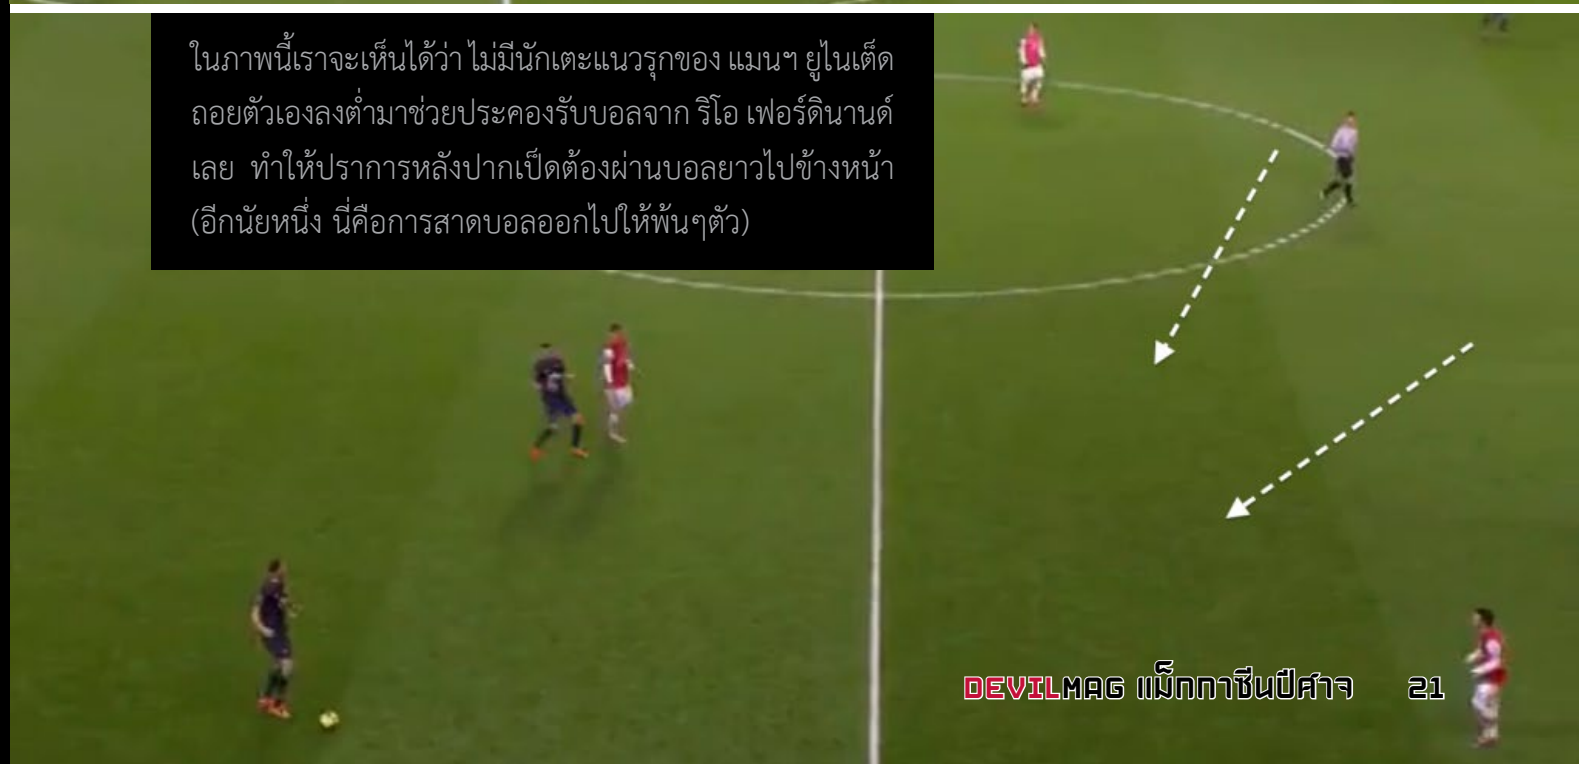 ในภาพนี้เราจะเห็นได้ว่า ไม่มีนักเตะแนวรุกของ แมนฯ ยูไนเต็ด
ถอยตัวเองลงต่ำมาช่วยประคองรับบอลจาก ริโอ เฟอร์ดินานด์
เลย ทำให้ปราการหลังปากเป็ดต้องผ่านบอลยาวไปข้างหน้า
(อีกนัยหนึ่ง นี่คือการสาดบอลออกไปให้พ้นๆตัว)
DEVILMAG แม็กกาซีนปีศาจ 21